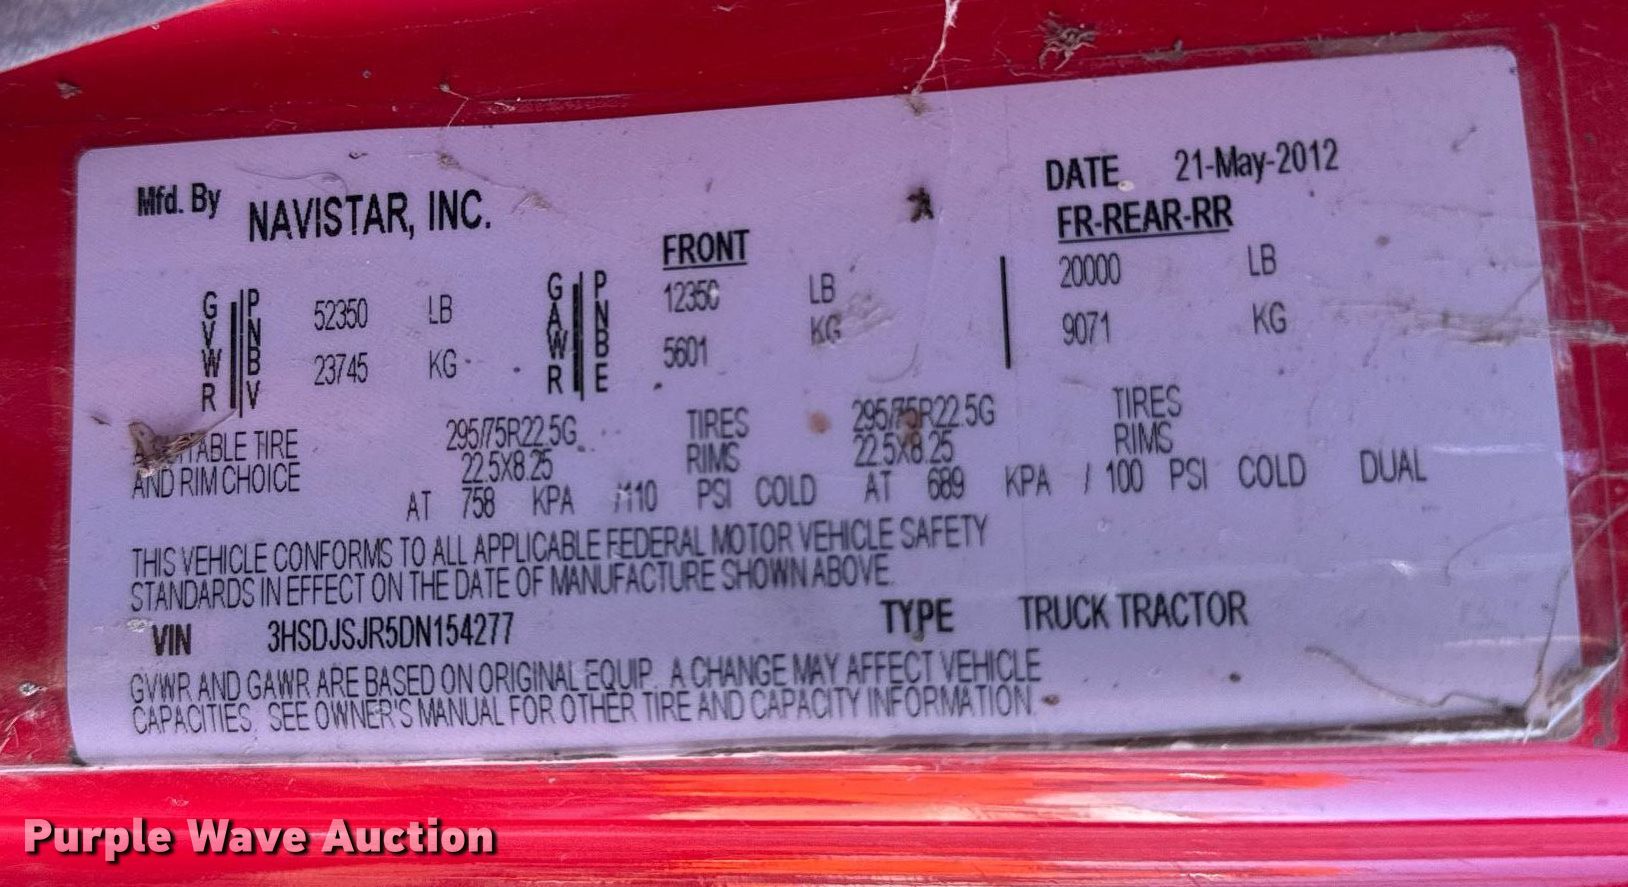 Mfd. By NAVISTAR, INC. DATE 21-May-2012
FRONT FR-REAR-RR
GVWR PNBV 52350 LB GAWR PNBE 12350 LB 20000 LB
23745 KG 5601 KG 9071 KG
TIRE 295/75R22.5G TIRES 295/75R22.5G TIRES
AND RIM CHOICE 22.5X8.25 RIMS 22.5X8.25 RIMS
AT 758 KPA /110 PSI COLD AT 689 KPA / 100 PSI COLD DUAL
THIS VEHICLE CONFORMS TO ALL APPLICABLE FEDERAL MOTOR VEHICLE SAFETY
STANDARDS IN EFFECT ON THE DATE OF MANUFACTURE SHOWN ABOVE.
VIN 3HSDJSJR5DN154277 TYPE TRUCK TRACTOR
GVWR AND GAWR ARE BASED ON ORIGINAL EQUIP. A CHANGE MAY AFFECT VEHICLE
CAPACITIES. SEE OWNER'S MANUAL FOR OTHER TIRE AND CAPACITY INFORMATION.
Purple Wave Auction